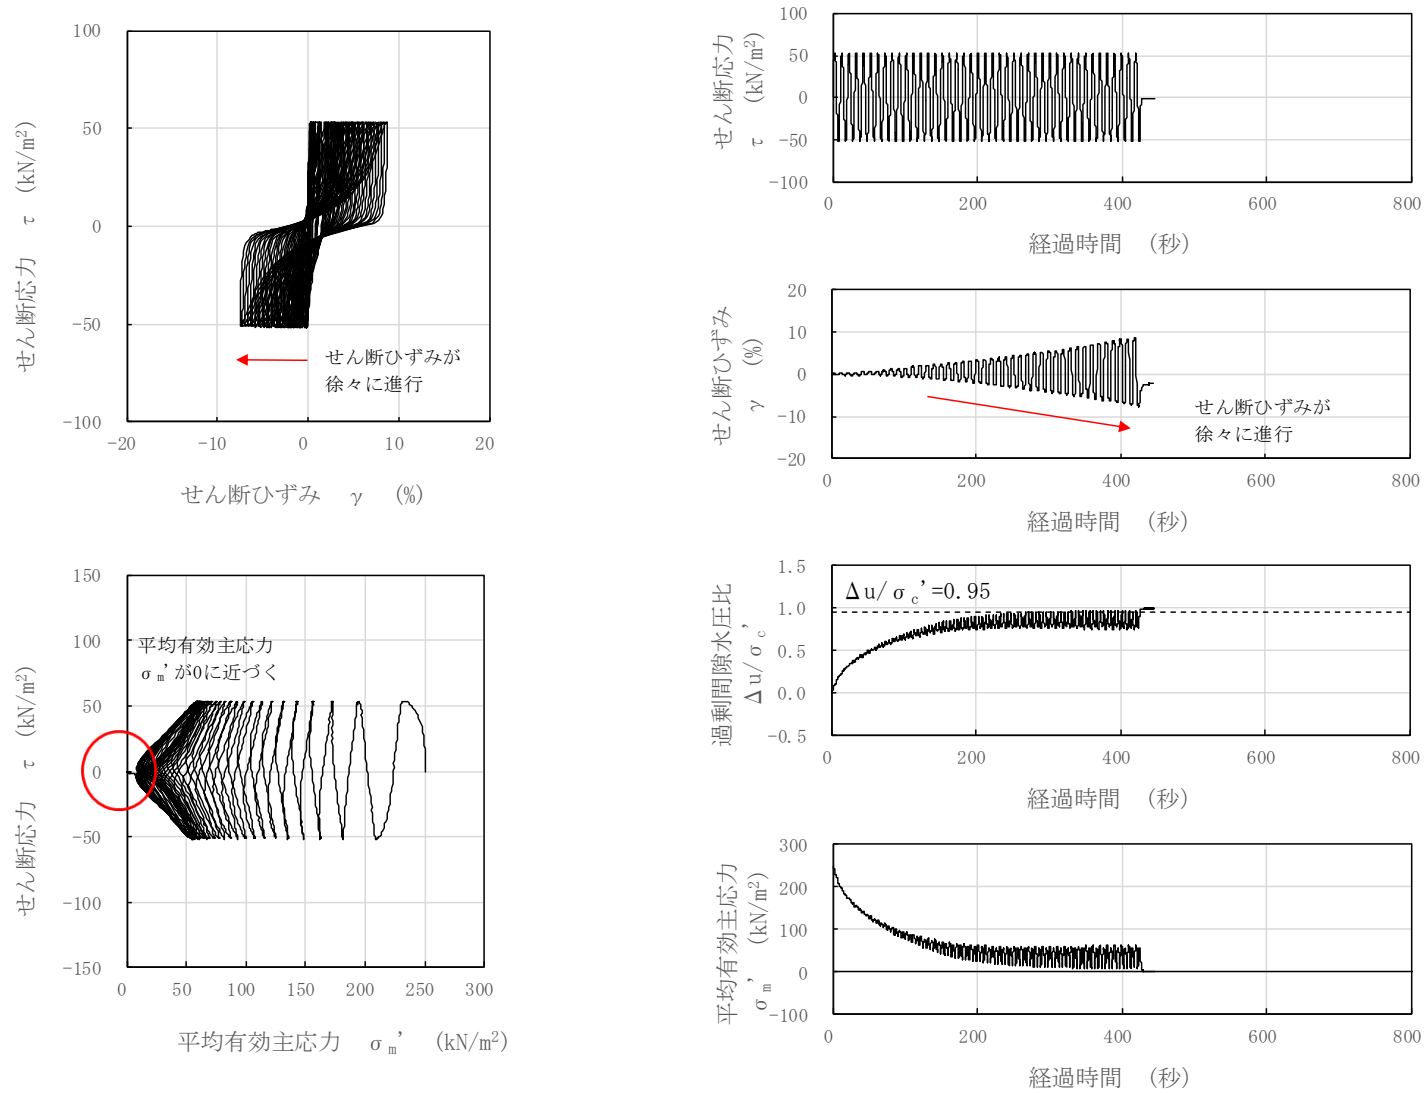 100
50
0
-50
-100
-20
-10
0
10
20
せん断応力 τ (kN/m²)
せん断ひずみ γ (%)
せん断ひずみが
徐々に進行
100
50
0
-50
-100
0
200
400
600
800
せん断応力
τ (kN/m²)
経過時間 (秒)
20
10
0
-10
-20
0
200
400
600
800
せん断ひずみ
γ (%)
経過時間 (秒)
せん断ひずみが
徐々に進行
150
100
50
0
-50
-100
-150
0
50
100
150
200
250
300
せん断応力 τ (kN/m²)
平均有効主応力 σm' (kN/m²)
平均有効主応力
σm'が0に近づく
1.5
1.0
0.5
0.0
-0.5
0
200
400
600
800
過剰間隙水圧比
Δu/σc'
経過時間 (秒)
Δu/σc'=0.95
300
200
100
0
-100
0
200
400
600
800
平均有効主応力
σm' (kN/m²)
経過時間 (秒)